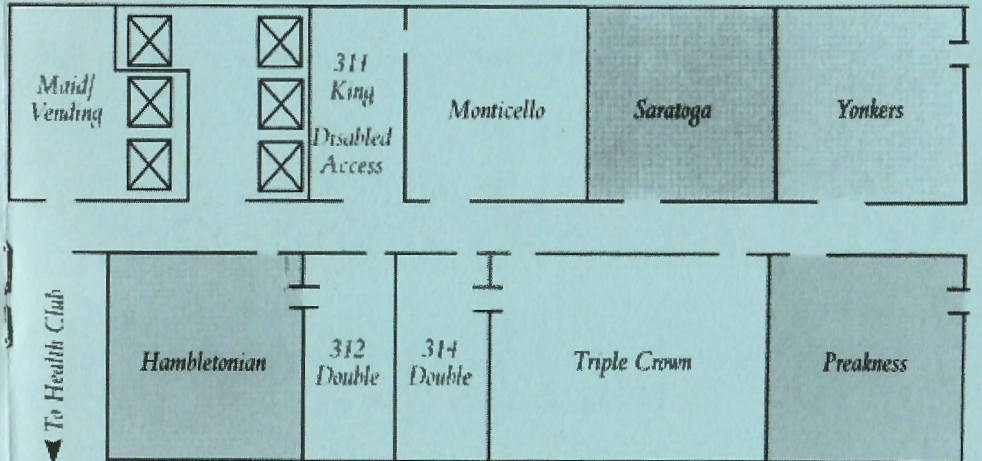 Maid/
Vending
311
King
Disabled
Access
Monticello
Saratoga
Yonkers
To Health Club
Hambletonian
312
Double
314
Double
Triple Crown
Preakness